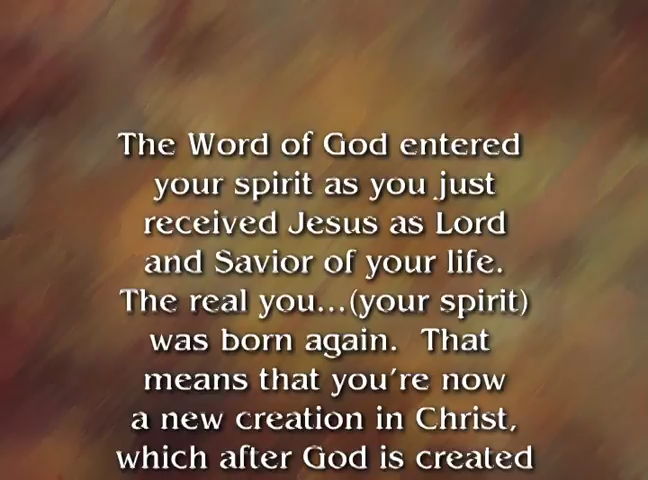 The Word of God entered
your spirit as you just
received Jesus as Lord
and Savior of your life.
The real you...(your spirit)
was born again.  That
means that you're now
a new creation in Christ,
which after God is created